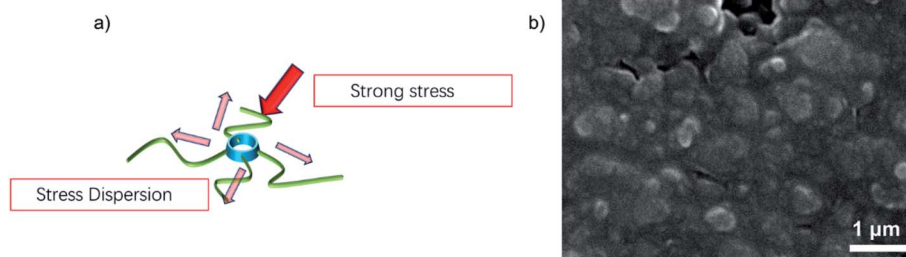 a)
b)
Strong stress
Stress Dispersion
1 μm